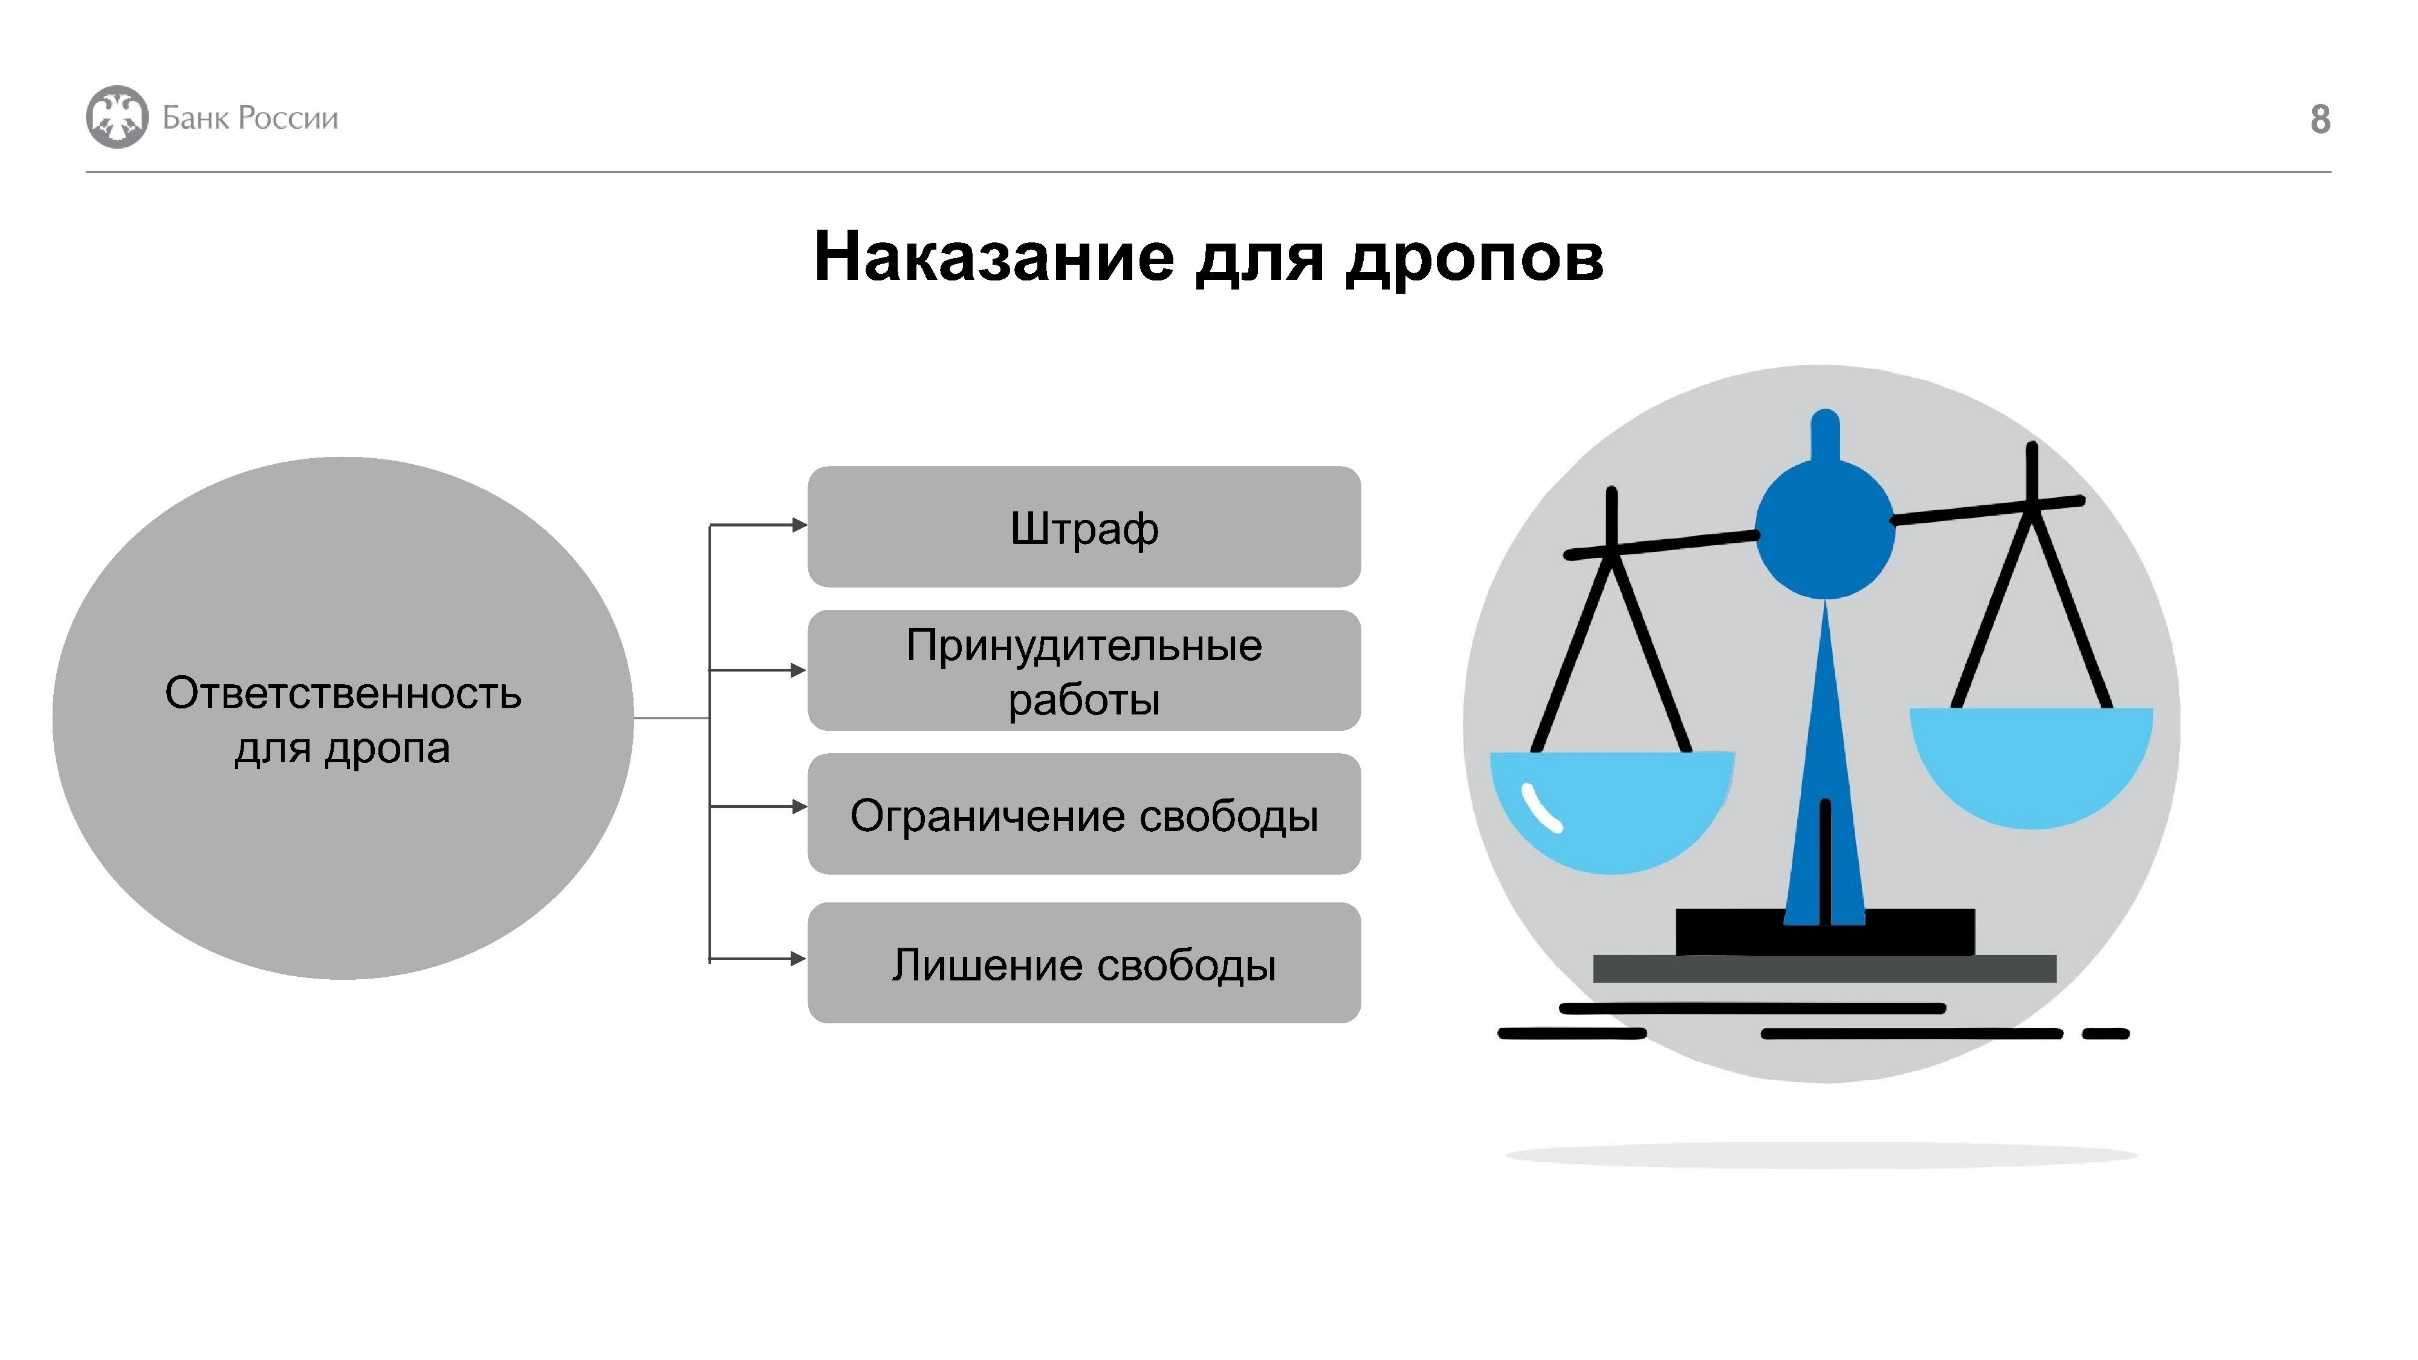 Банк России
8
Наказание для дропов
Ответственность
для дропа
Штраф
Принудительные
работы
Ограничение свободы
Лишение свободы